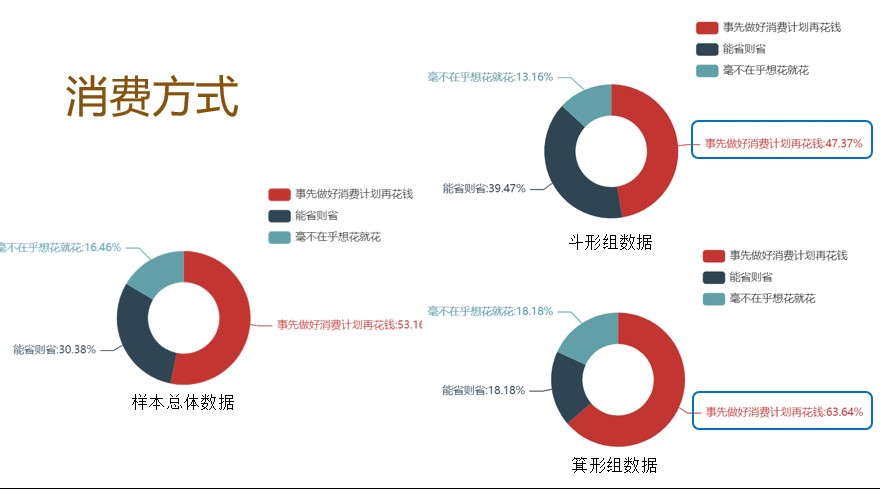 消费方式
事先做好消费计划再花钱
能省则省
毫不在乎想花就花
毫不在乎想花就花:16.46%
事先做好消费计划再花钱:53.16
能省则省:30.38%
样本总体数据
事先做好消费计划再花钱
能省则省
毫不在乎想花就花
毫不在乎想花就花:13.16%
事先做好消费计划再花钱:47.37%
能省则省:39.47%
斗形组数据
事先做好消费计划再花钱
能省则省
毫不在乎想花就花
毫不在乎想花就花:18.18%
能省则省:18.18%
事先做好消费计划再花钱:63.64%
箕形组数据